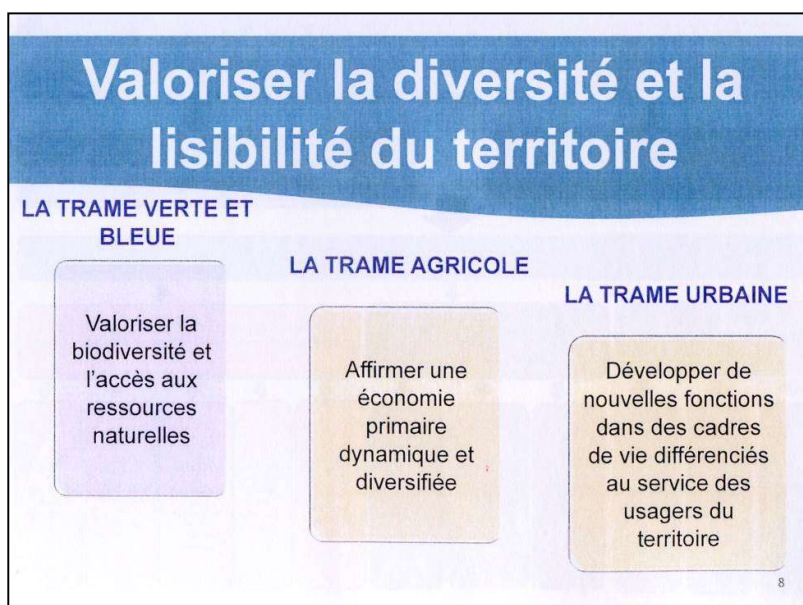 Valoriser la diversité et la
lisibilité du territoire
LA TRAME VERTE ET
BLEUE
Valoriser la
biodiversité et
l'accès aux
ressources
naturelles
LA TRAME AGRICOLE
Affirmer une
économie
primaire
dynamique et
diversifiée
LA TRAME URBAINE
Développer de
nouvelles fonctions
dans des cadres
de vie différenciés
au service des
usagers du
territoire
8